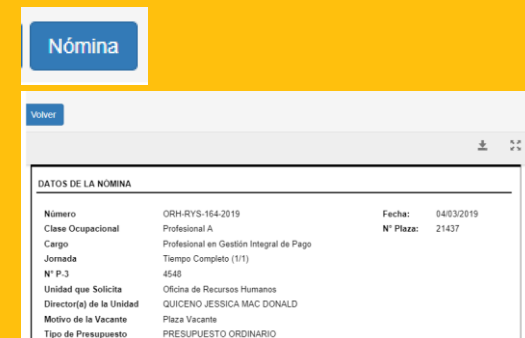 Nómina
Volver
DATOS DE LA NÓMINA
Número ORH-RYS-164-2019 Fecha: 04/03/2019
Clase Ocupacional Profesional A N° Plaza: 21437
Cargo Profesional en Gestión Integral de Pago
Jornada Tiempo Completo (1/1)
N° P-3 4548
Unidad que Solicita Oficina de Recursos Humanos
Director(a) de la Unidad QUICENO JESSICA MAC DONALD
Motivo de la Vacante Plaza Vacante
Tipo de Presupuesto PRESUPUESTO ORDINARIO